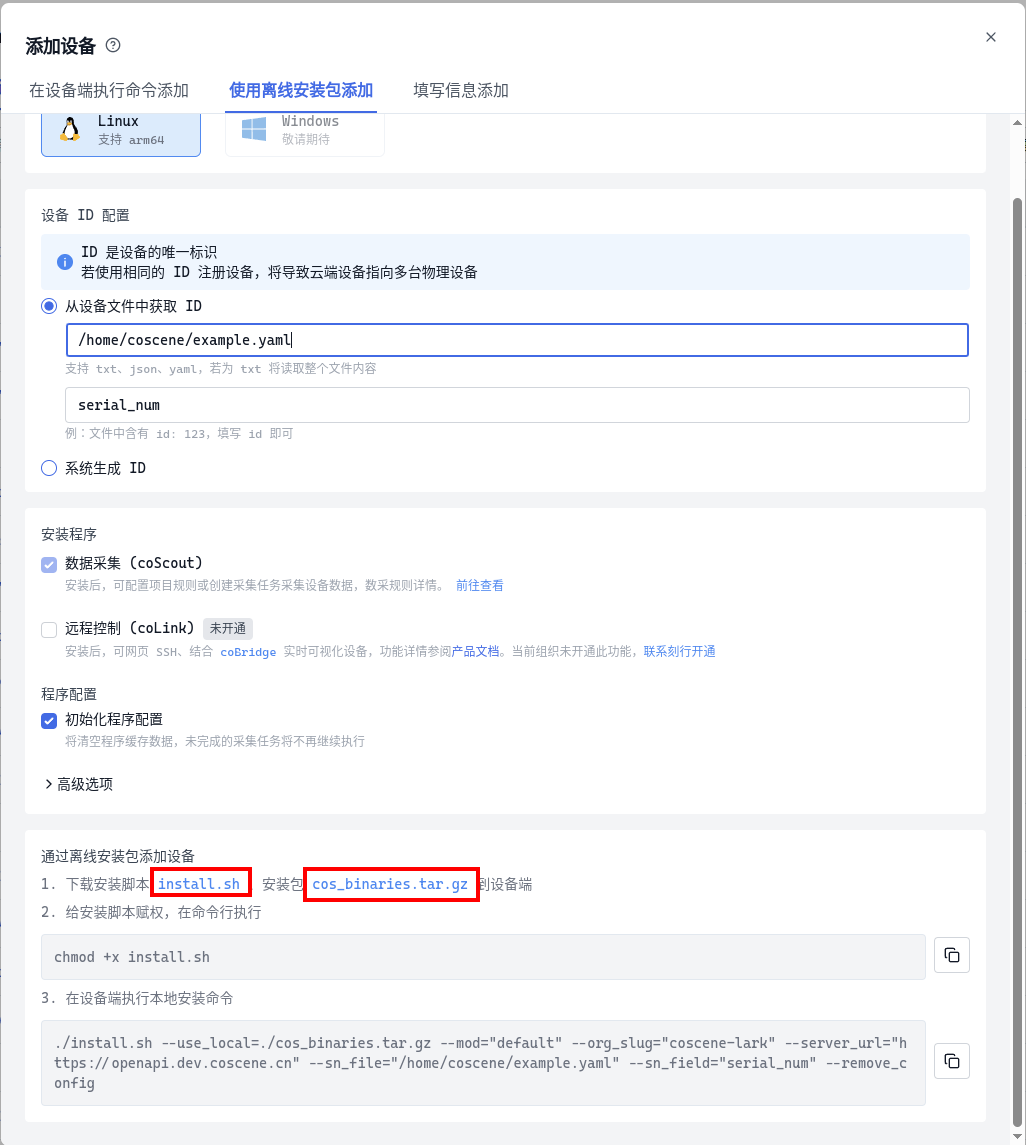 添加设备
在设备端执行命令添加 使用离线安装包添加 填写信息添加
Linux
支持 arm64
Windows
敬请期待
设备 ID 配置
ID 是设备的唯一标识
若使用相同的 ID 注册设备，将导致云端设备指向多台物理设备
从设备文件中获取 ID
/home/coscene/example.yaml
支持 txt、json、yaml，若为 txt 将读取整个文件内容
serial_num
例：文件中含有 id: 123，填写 id 即可
系统生成 ID
安装程序
数据采集 (coScout)
安装后，可配置项目规则或创建采集任务采集设备数据，数采规则详情。 前往查看
远程控制 (coLink) 未开通
安装后，可网页 SSH、结合 coBridge 实时可视化设备，功能详情参阅产品文档。当前组织未开通此功能，联系刻行开通
程序配置
初始化程序配置
将清空程序缓存数据，未完成的采集任务将不再继续执行
高级选项
通过离线安装包添加设备
1. 下载安装脚本 install.sh 安装包 cos_binaries.tar.gz 到设备端
2. 给安装脚本赋权，在命令行执行
chmod +x install.sh
3. 在设备端执行本地安装命令
./install.sh --use_local=./cos_binaries.tar.gz --mod="default" --org_slug="coscene-lark" --server_url="h
ttps://openapi.dev.coscene.cn" --sn_file="/home/coscene/example.yaml" --sn_field="serial_num" --remove_c
onfig